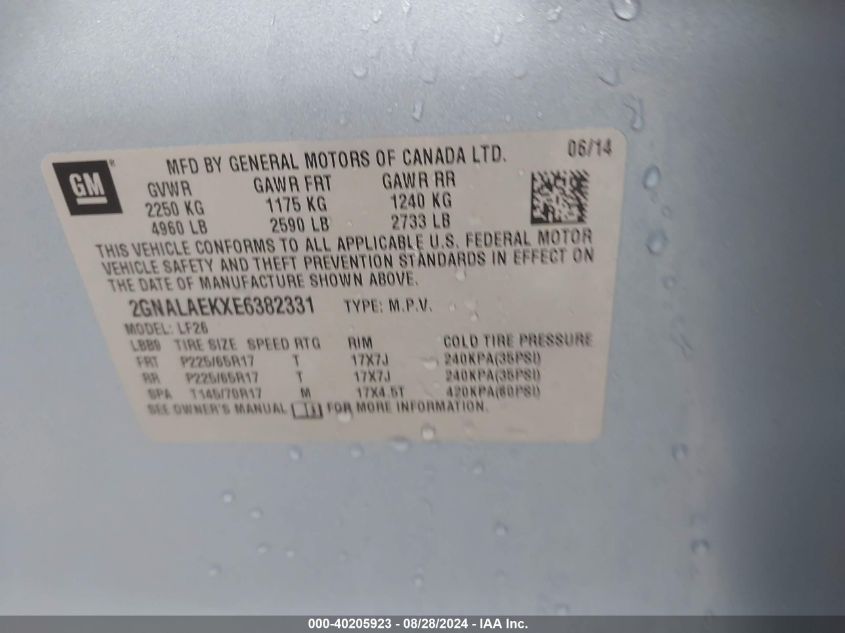 GM ® MFD BY GENERAL MOTORS OF CANADA LTD. 06/14
GVWR GAWR FRT GAWR RR
2250 KG 1175 KG 1240 KG
4960 LB 2590 LB 2733 LB
THIS VEHICLE CONFORMS TO ALL APPLICABLE U.S. FEDERAL MOTOR
VEHICLE SAFETY AND THEFT PREVENTION STANDARDS IN EFFECT ON
THE DATE OF MANUFACTURE SHOWN ABOVE.
2GNALAEKXE6382331 TYPE: M.P.V.
MODEL: LF26
LBB9 TIRE SIZE SPEED RTG RIM COLD TIRE PRESSURE
FRT P225/65R17 T 17X7J 240KPA(35PSI)
RR P225/65R17 T 17X7J 240KPA(35PSI)
SPA T145/70R17 M 17X4.5T 420KPA(60PSI)
SEE OWNER'S MANUAL FOR MORE INFORMATION.
000-40205923 - 08/28/2024 - IAA Inc.